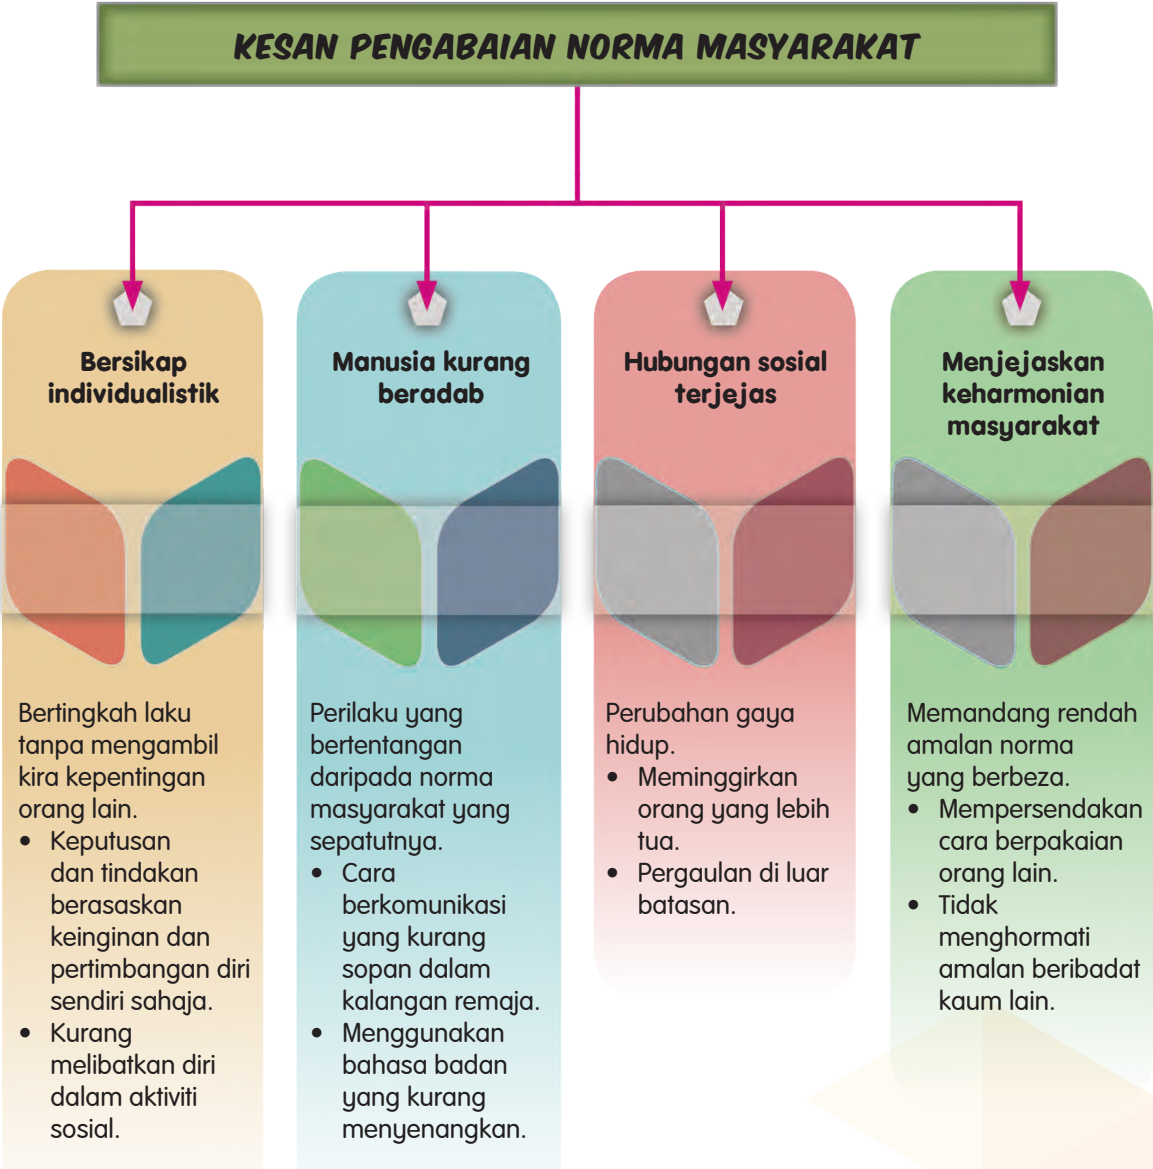 KESAN PENGABAIAN NORMA MASYARAKAT
Bersikap
individualistik
Bertingkah laku
tanpa mengambil
kira kepentingan
orang lain.
• Keputusan
dan tindakan
berasaskan
keinginan dan
pertimbangan diri
sendiri sahaja.
• Kurang
melibatkan diri
dalam aktiviti
sosial.
Manusia kurang
beradab
Perilaku yang
bertentangan
daripada norma
masyarakat yang
sepatutnya.
• Cara
berkomunikasi
yang kurang
sopan dalam
kalangan remaja.
• Menggunakan
bahasa badan
yang kurang
menyenangkan.
Hubungan sosial
terjejas
Perubahan gaya
hidup.
• Meminggirkan
orang yang lebih
tua.
• Pergaulan di luar
batasan.
Menjejaskan
keharmonian
masyarakat
Memandang rendah
amalan norma
yang berbeza.
• Mempersendakan
cara berpakaian
orang lain.
• Tidak
menghormati
amalan beribadat
kaum lain.